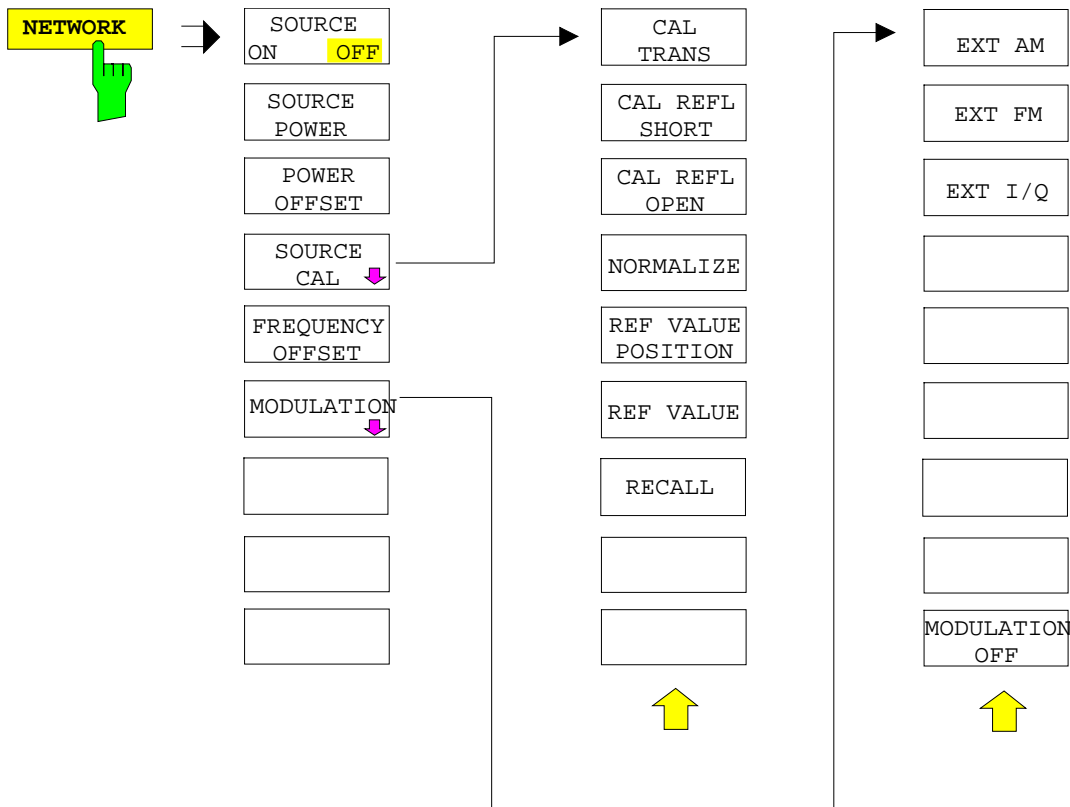 NETWORK
SOURCE
ON OFF
SOURCE
POWER
POWER
OFFSET
SOURCE
CAL
FREQUENCY
OFFSET
MODULATION
CAL
TRANS
CAL REFL
SHORT
CAL REFL
OPEN
NORMALIZE
REF VALUE
POSITION
REF VALUE
RECALL
EXT AM
EXT FM
EXT I/Q
MODULATION
OFF